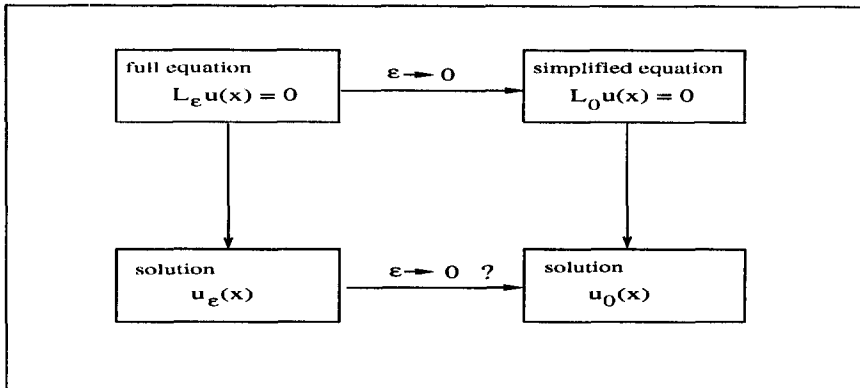 full equation
L_ε u(x) = 0
ε → 0
simplified equation
L_0 u(x) = 0
solution
u_ε(x)
ε → 0 ?
solution
u_0(x)